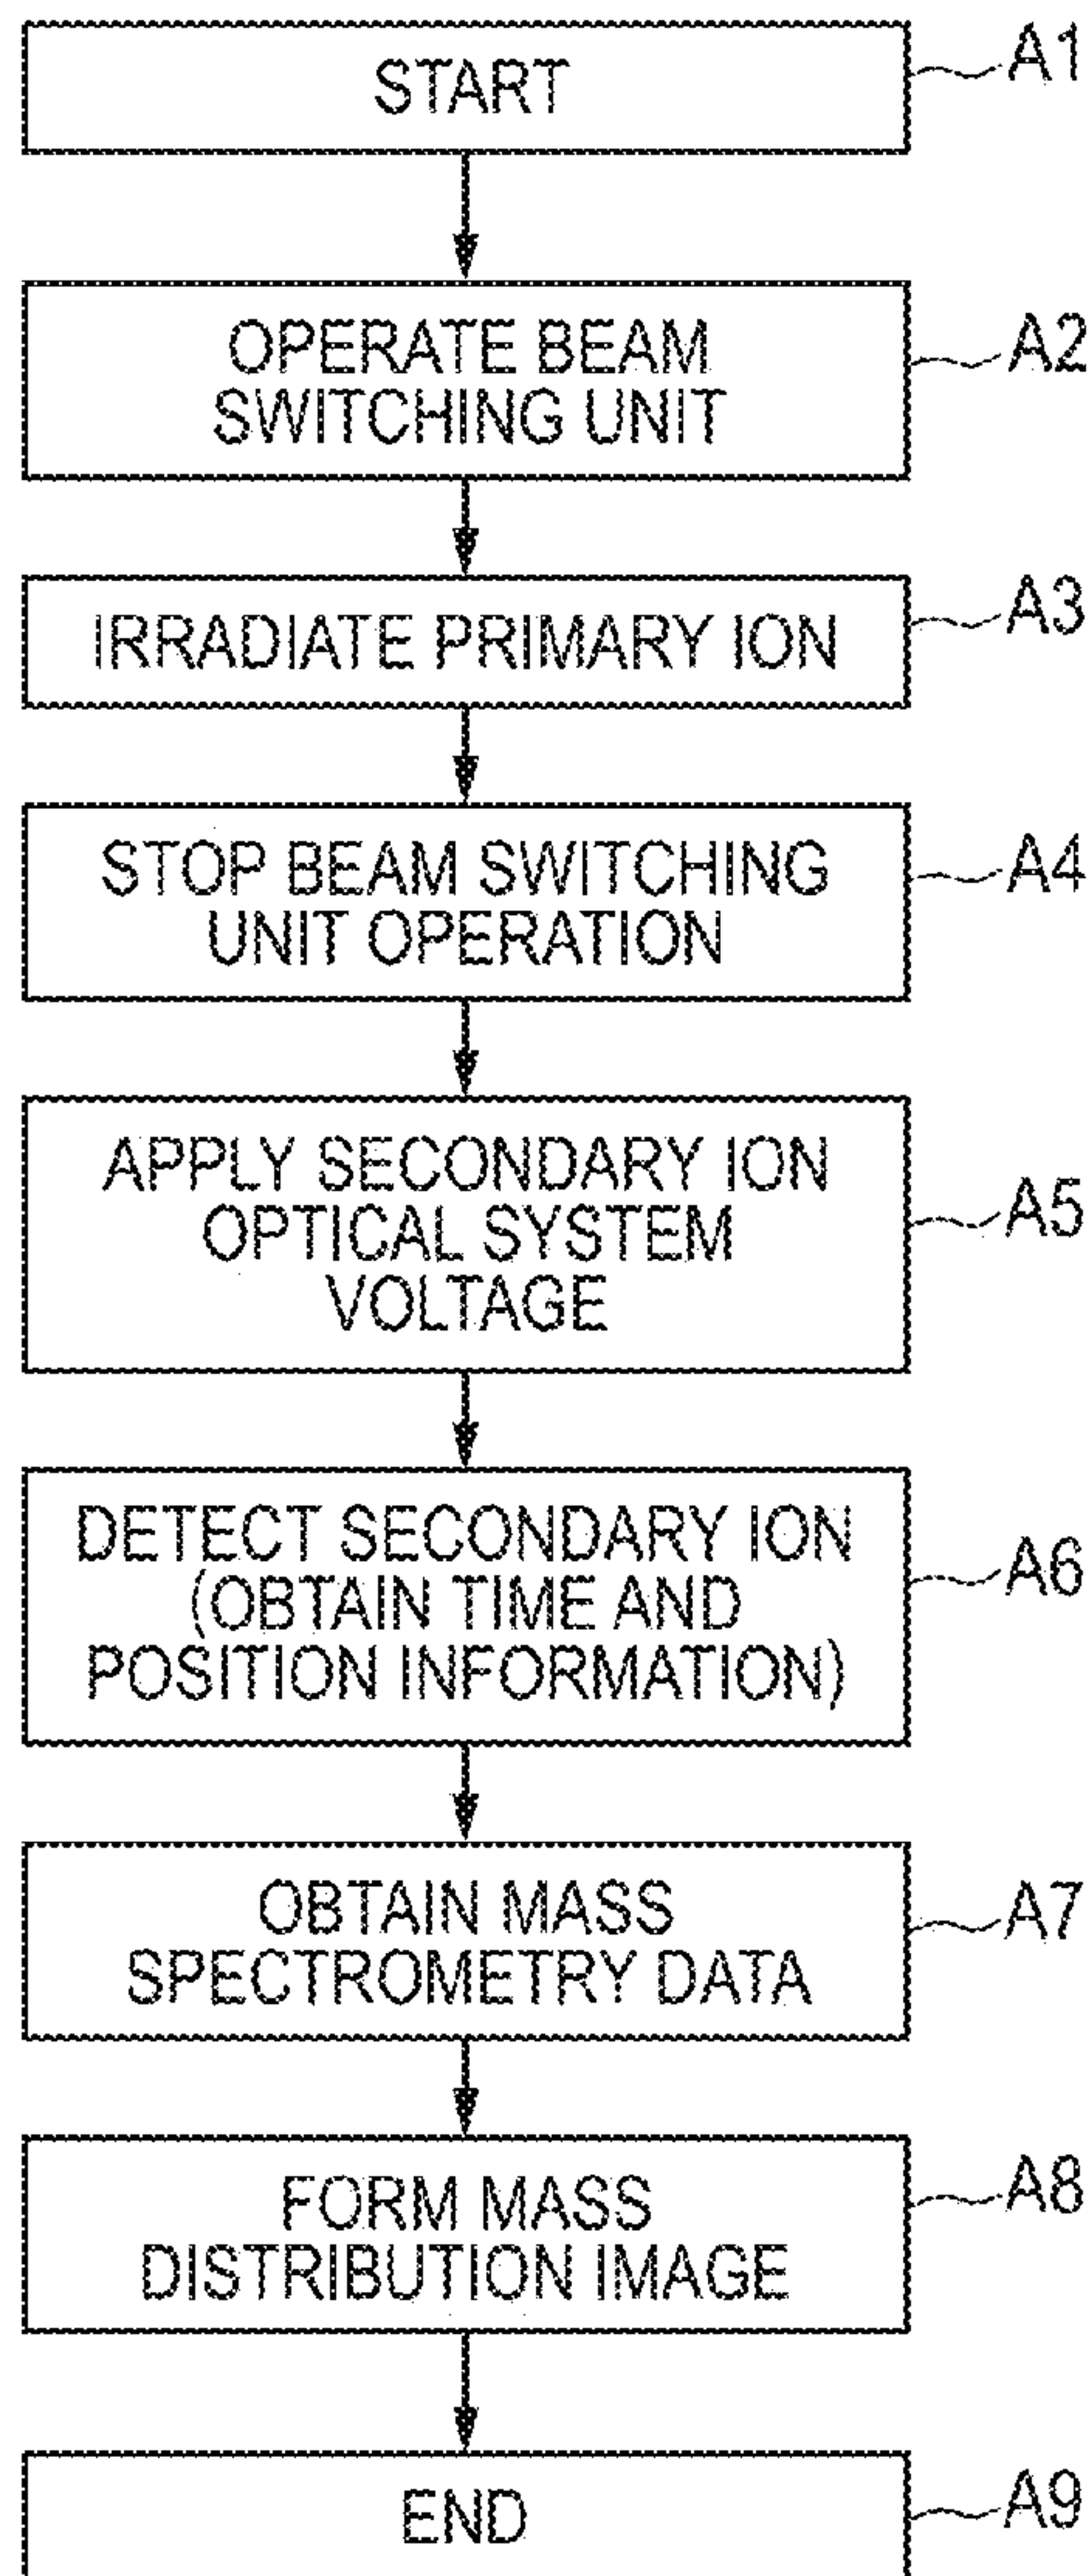 START
A1
OPERATE BEAM
SWITCHING UNIT
A2
IRRADIATE PRIMARY ION
A3
STOP BEAM SWITCHING
UNIT OPERATION
A4
APPLY SECONDARY ION
OPTICAL SYSTEM
VOLTAGE
A5
DETECT SECONDARY ION
(OBTAIN TIME AND
POSITION INFORMATION)
A6
OBTAIN MASS
SPECTROMETRY DATA
A7
FORM MASS
DISTRIBUTION IMAGE
A8
END
A9